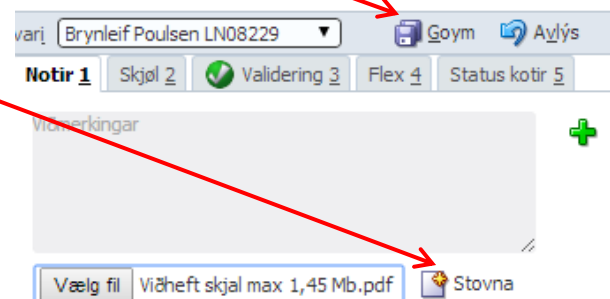 vari Brynleif Poulsen LN08229 Goym Avlýs
Notir 1 Skjøl 2 Validering 3 Flex 4 Status kotir 5
Viðmerkingar
Vælg fil Viðheft skjal max 1,45 Mb.pdf Stovna